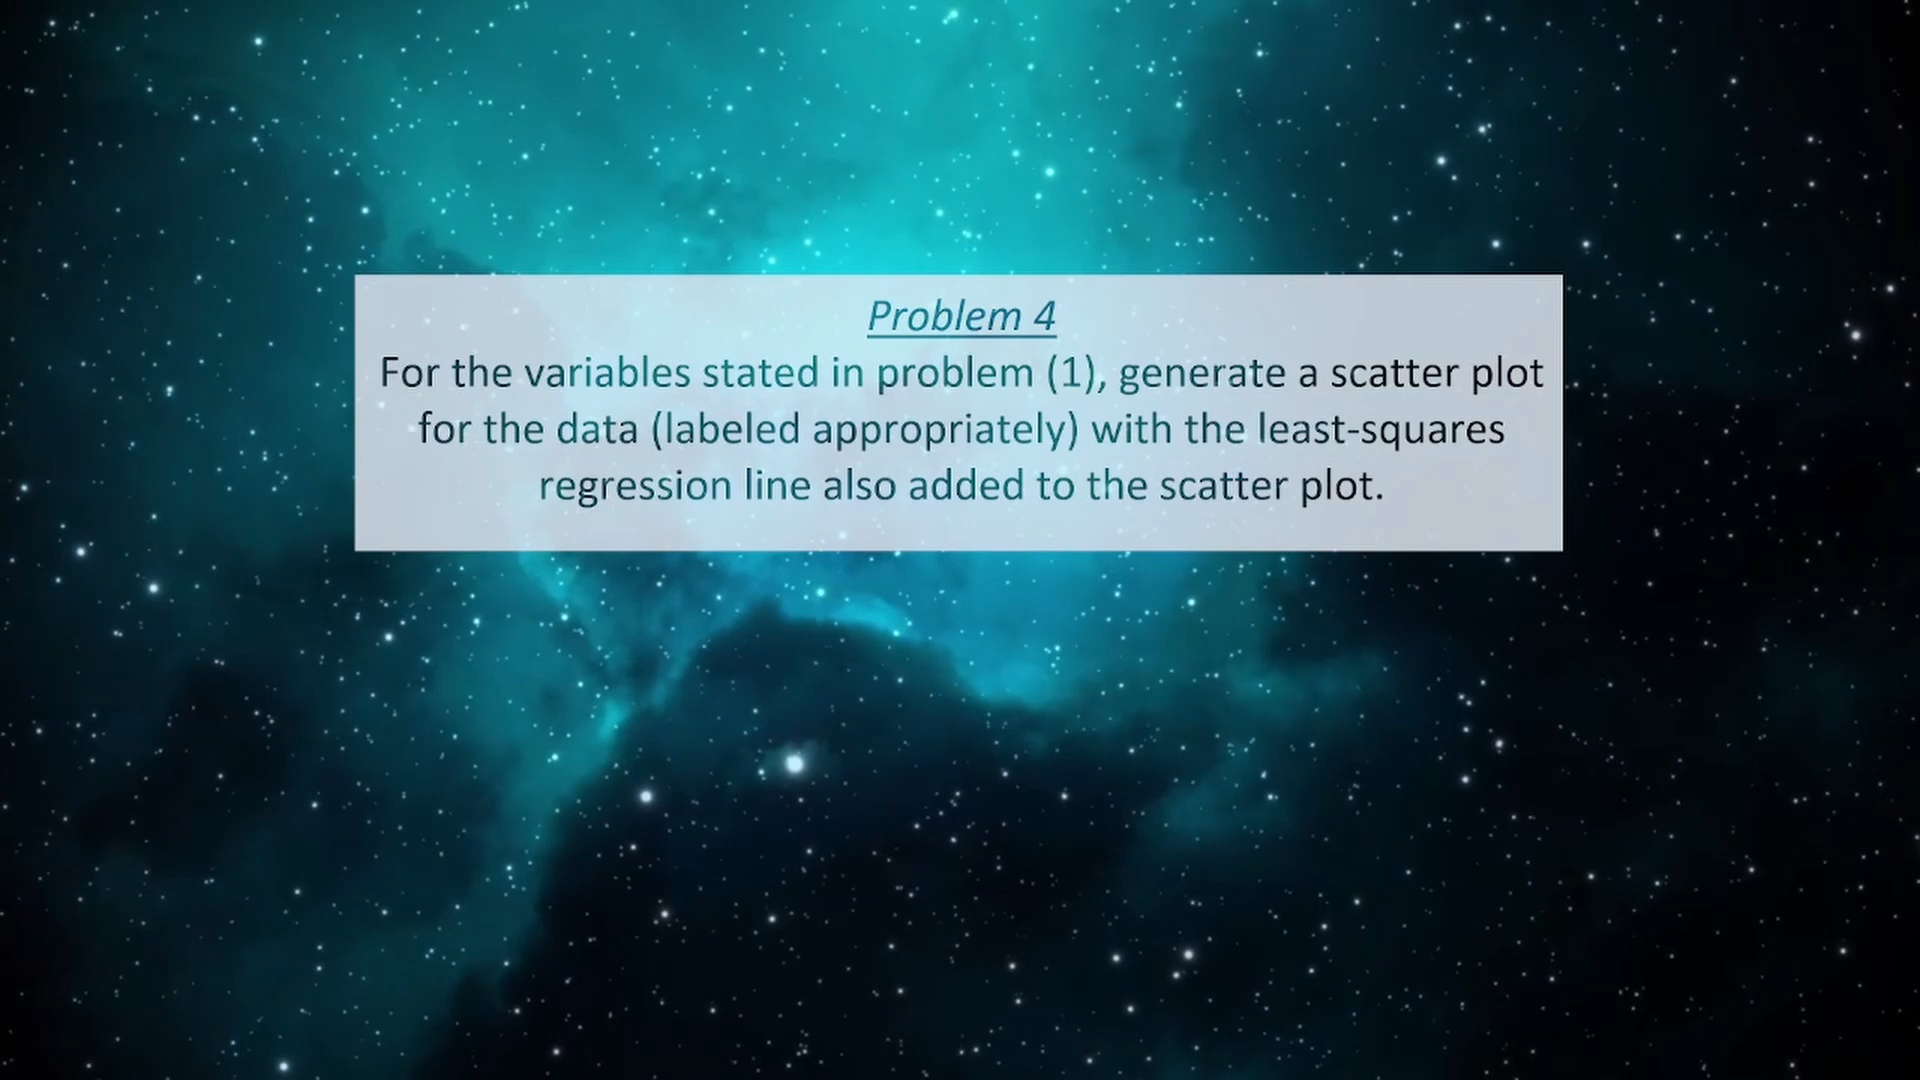 Problem 4
For the variables stated in problem (1), generate a scatter plot
for the data (labeled appropriately) with the least-squares
regression line also added to the scatter plot.